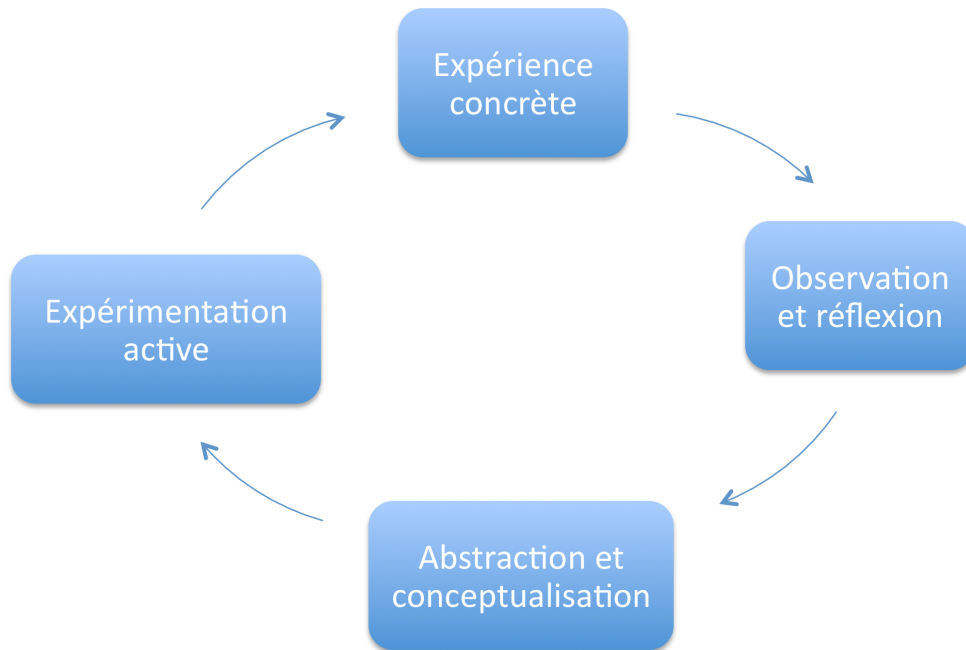 Expérience
concrète
Observation
et réflexion
Abstraction et
conceptualisation
Expérimentation
active